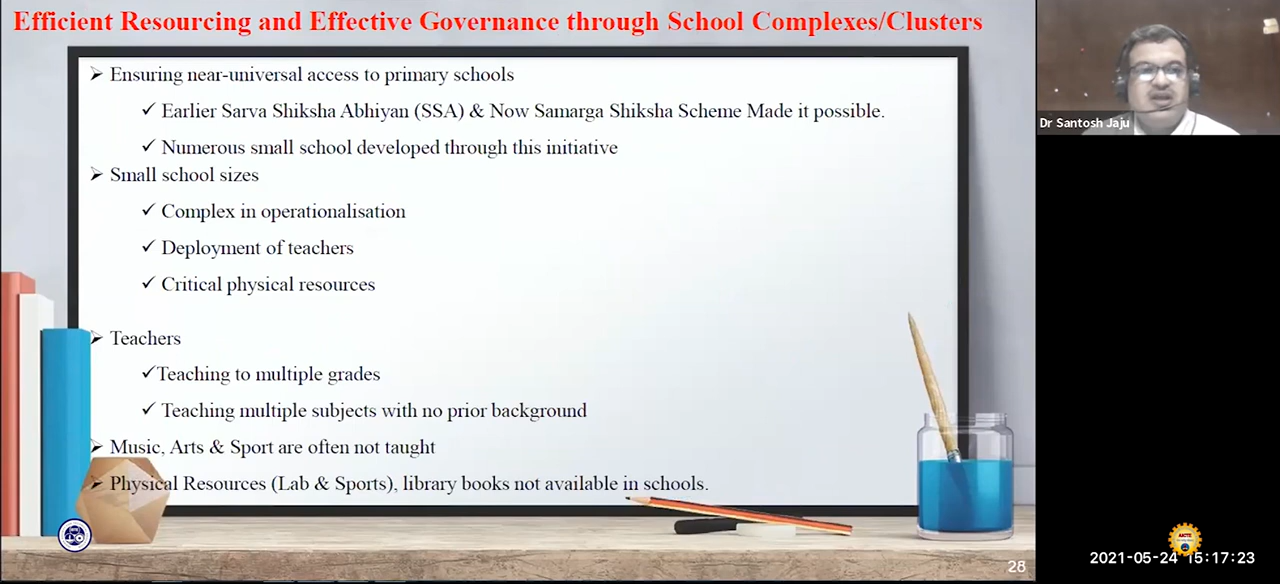 Efficient Resourcing and Effective Governance through School Complexes/Clusters
Ensuring near-universal access to primary schools
Earlier Sarva Shiksha Abhiyan (SSA) & Now Samarga Shiksha Scheme Made it possible.
Numerous small school developed through this initiative
Small school sizes
Complex in operationalisation
Deployment of teachers
Critical physical resources
Teachers
Teaching to multiple grades
Teaching multiple subjects with no prior background
Music, Arts & Sport are often not taught
Physical Resources (Lab & Sports), library books not available in schools.
28
Dr Santosh Jaju
AICTE
2021-05-24 15:17:23